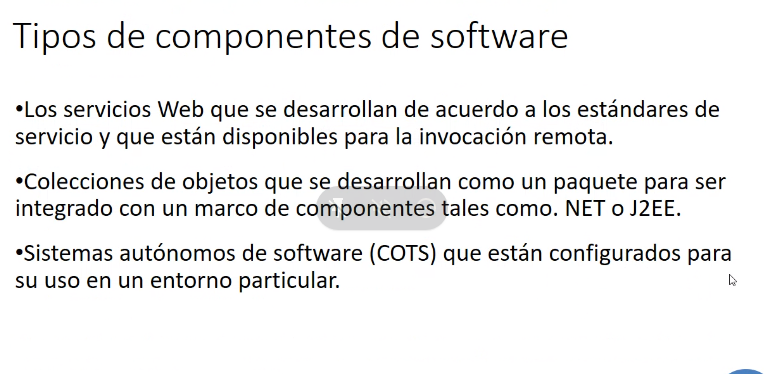 Tipos de componentes de software
•Los servicios Web que se desarrollan de acuerdo a los estándares de
servicio y que están disponibles para la invocación remota.
•Colecciones de objetos que se desarrollan como un paquete para ser
integrado con un marco de componentes tales como. NET o J2EE.
•Sistemas autónomos de software (COTS) que están configurados para
su uso en un entorno particular.